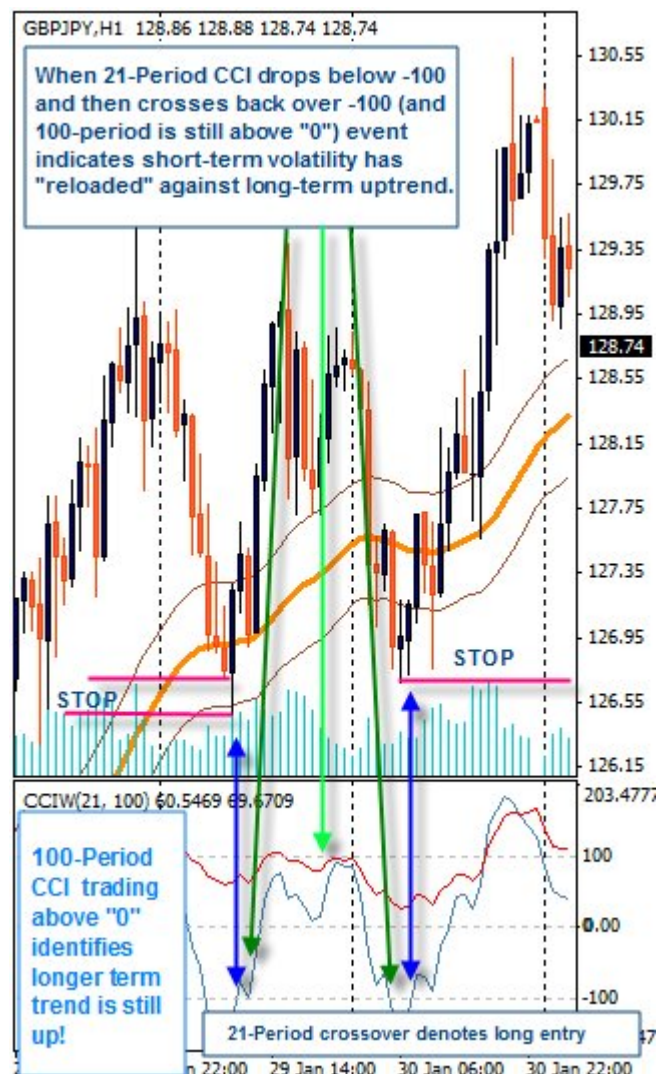 GBPJPY,H1 128.86 128.88 128.74 128.74
When 21-Period CCI drops below -100
and then crosses back over -100 (and
100-period is still above "0") event
indicates short-term volatility has
"reloaded" against long-term uptrend.
130.55
130.15
129.75
129.35
128.95
128.74
128.55
128.15
127.75
127.35
126.95
126.55
126.15
STOP
STOP
CCIW(21, 100) 60.5469 69.6709
203.4777
100
0.00
-100
100-Period
CCI trading
above "0"
identifies
longer term
trend is still
up!
21-Period crossover denotes long entry
22:00 29 Jan 14:00 30 Jan 06:00 30 Jan 22:00